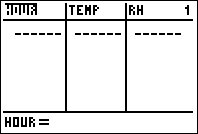 HOUR TEMP RH 1
------ ------ ------
HOUR=